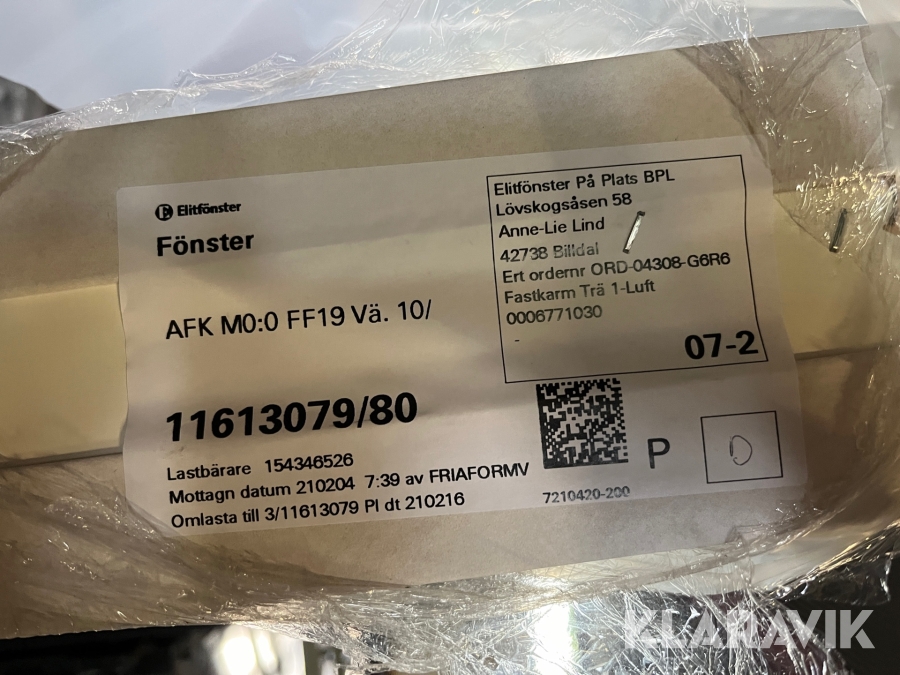 Elitfönster
Fönster
AFK M0:0 FF19 Vä. 10/
11613079/80
Lastbärare 154346526
Mottagn datum 210204 7:39 av FRIAFORMV
Omlasta till 3/11613079 Pl dt 210216
Elitfönster På Plats BPL
Lövskogsåsen 58
Anne-Lie Lind
42738 Billdal
Ert ordernr ORD-04308-G6R6
Fastkarm Trä 1-Luft
0006771030
-
07-2
P
D
7210420-200
KLARAVIK